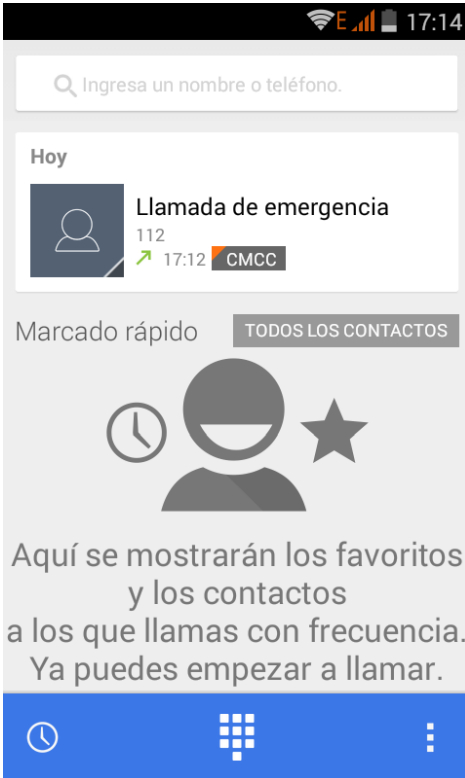 E 17:14
Ingresa un nombre o teléfono.
Hoy
Llamada de emergencia
112
17:12 CMCC
Marcado rápido TODOS LOS CONTACTOS
Aquí se mostrarán los favoritos
y los contactos
a los que llamas con frecuencia.
Ya puedes empezar a llamar.